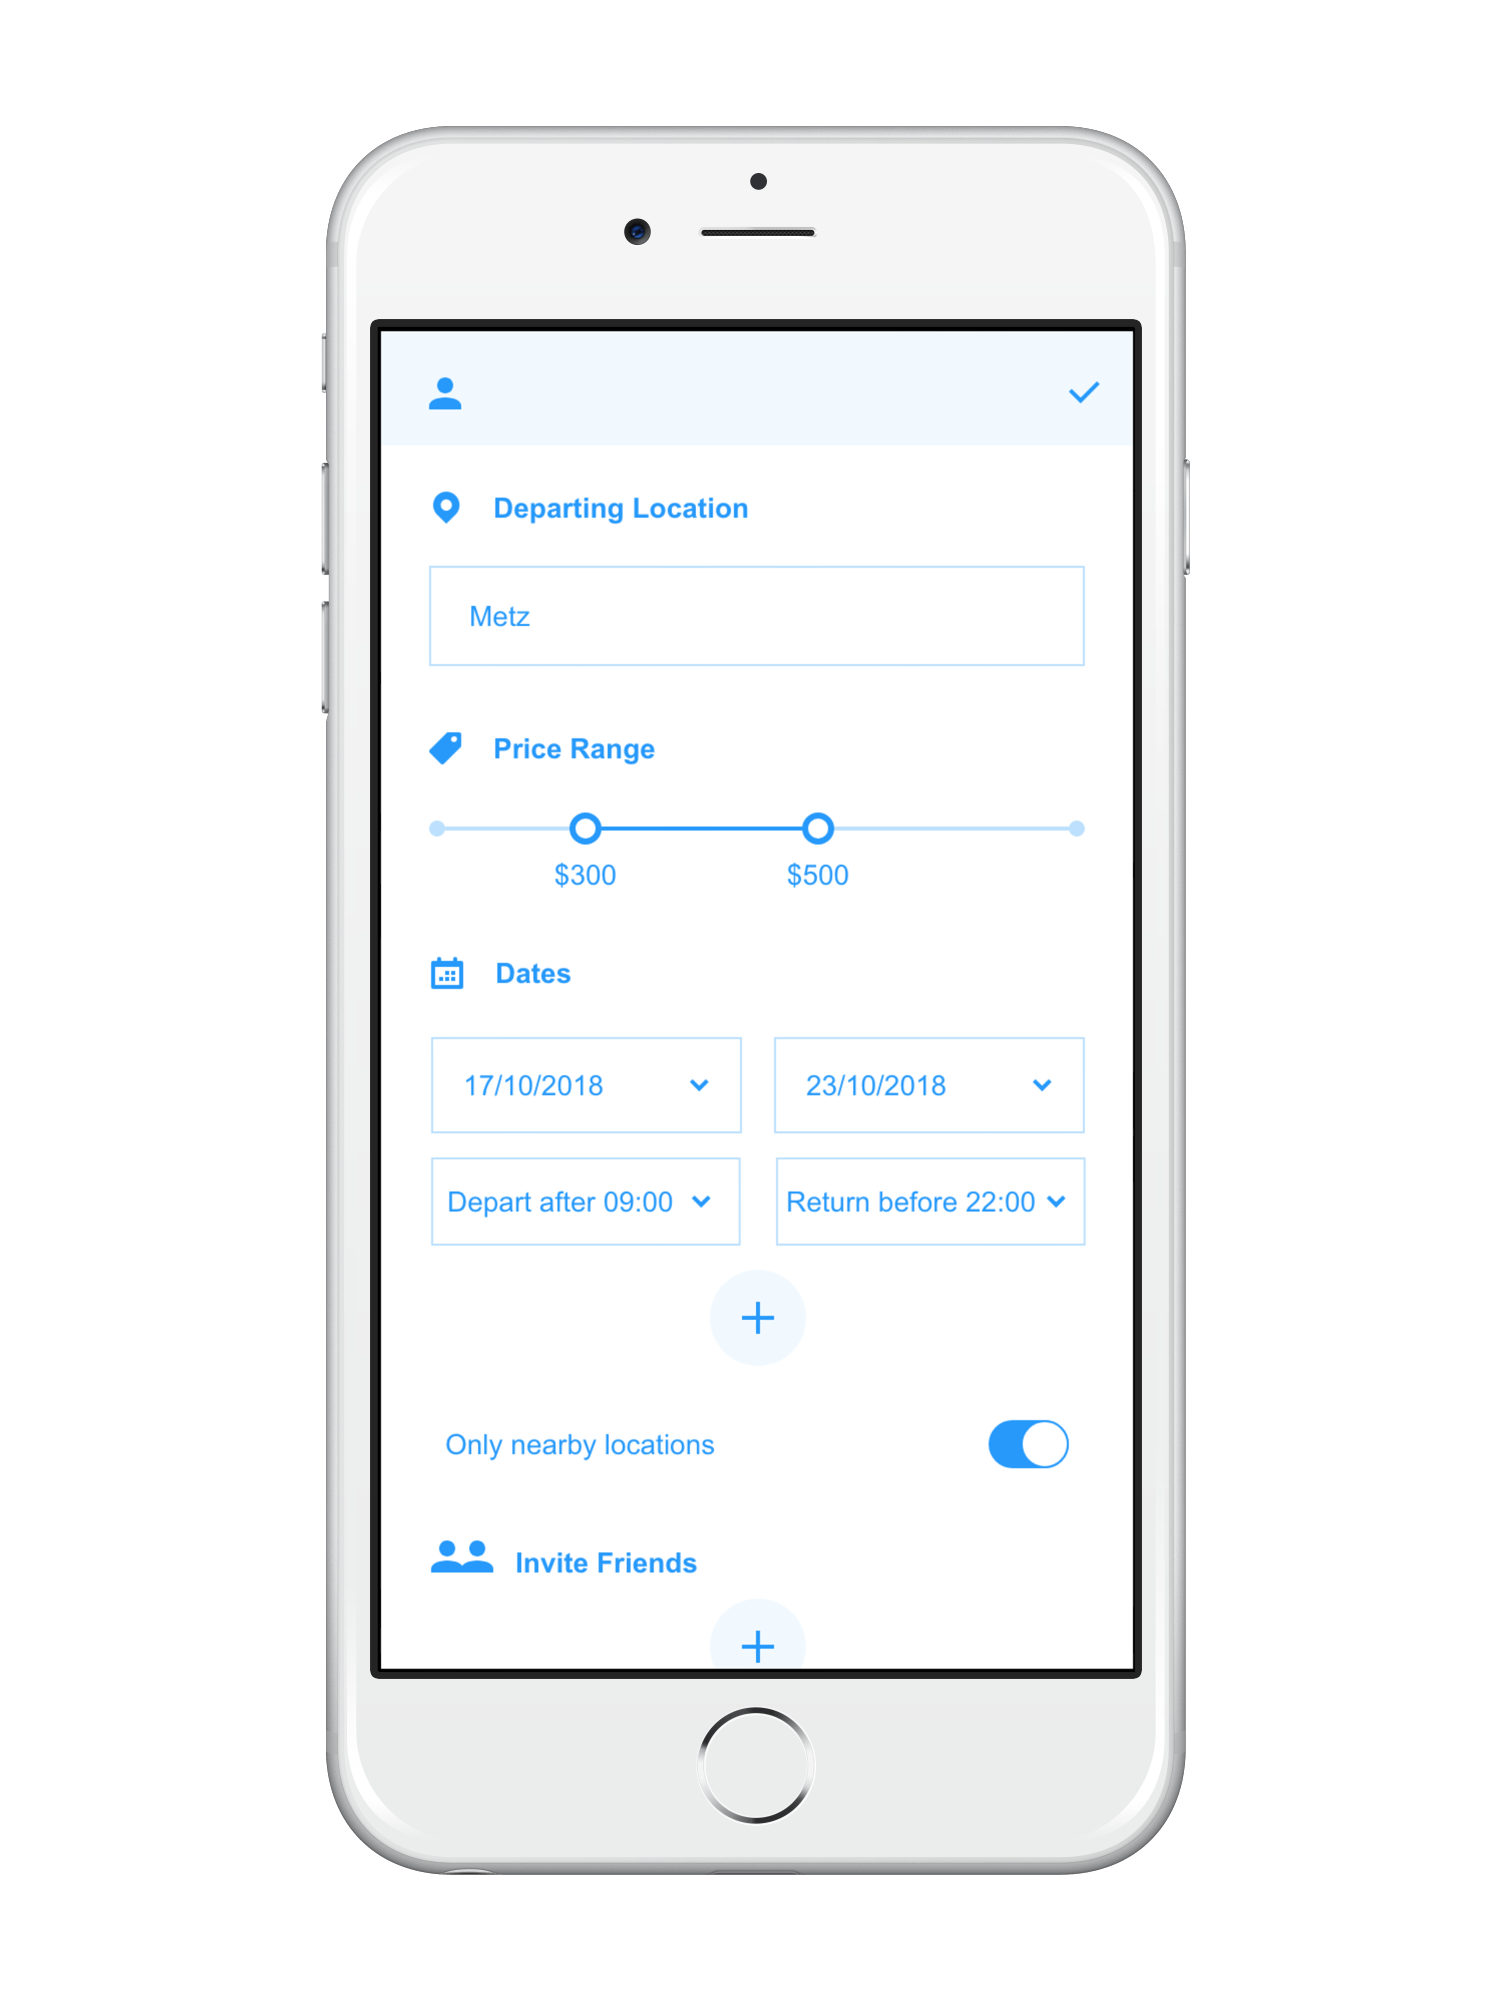 Departing Location
Metz
Price Range
$300 $500
Dates
17/10/2018 23/10/2018
Depart after 09:00 Return before 22:00
Only nearby locations
Invite Friends